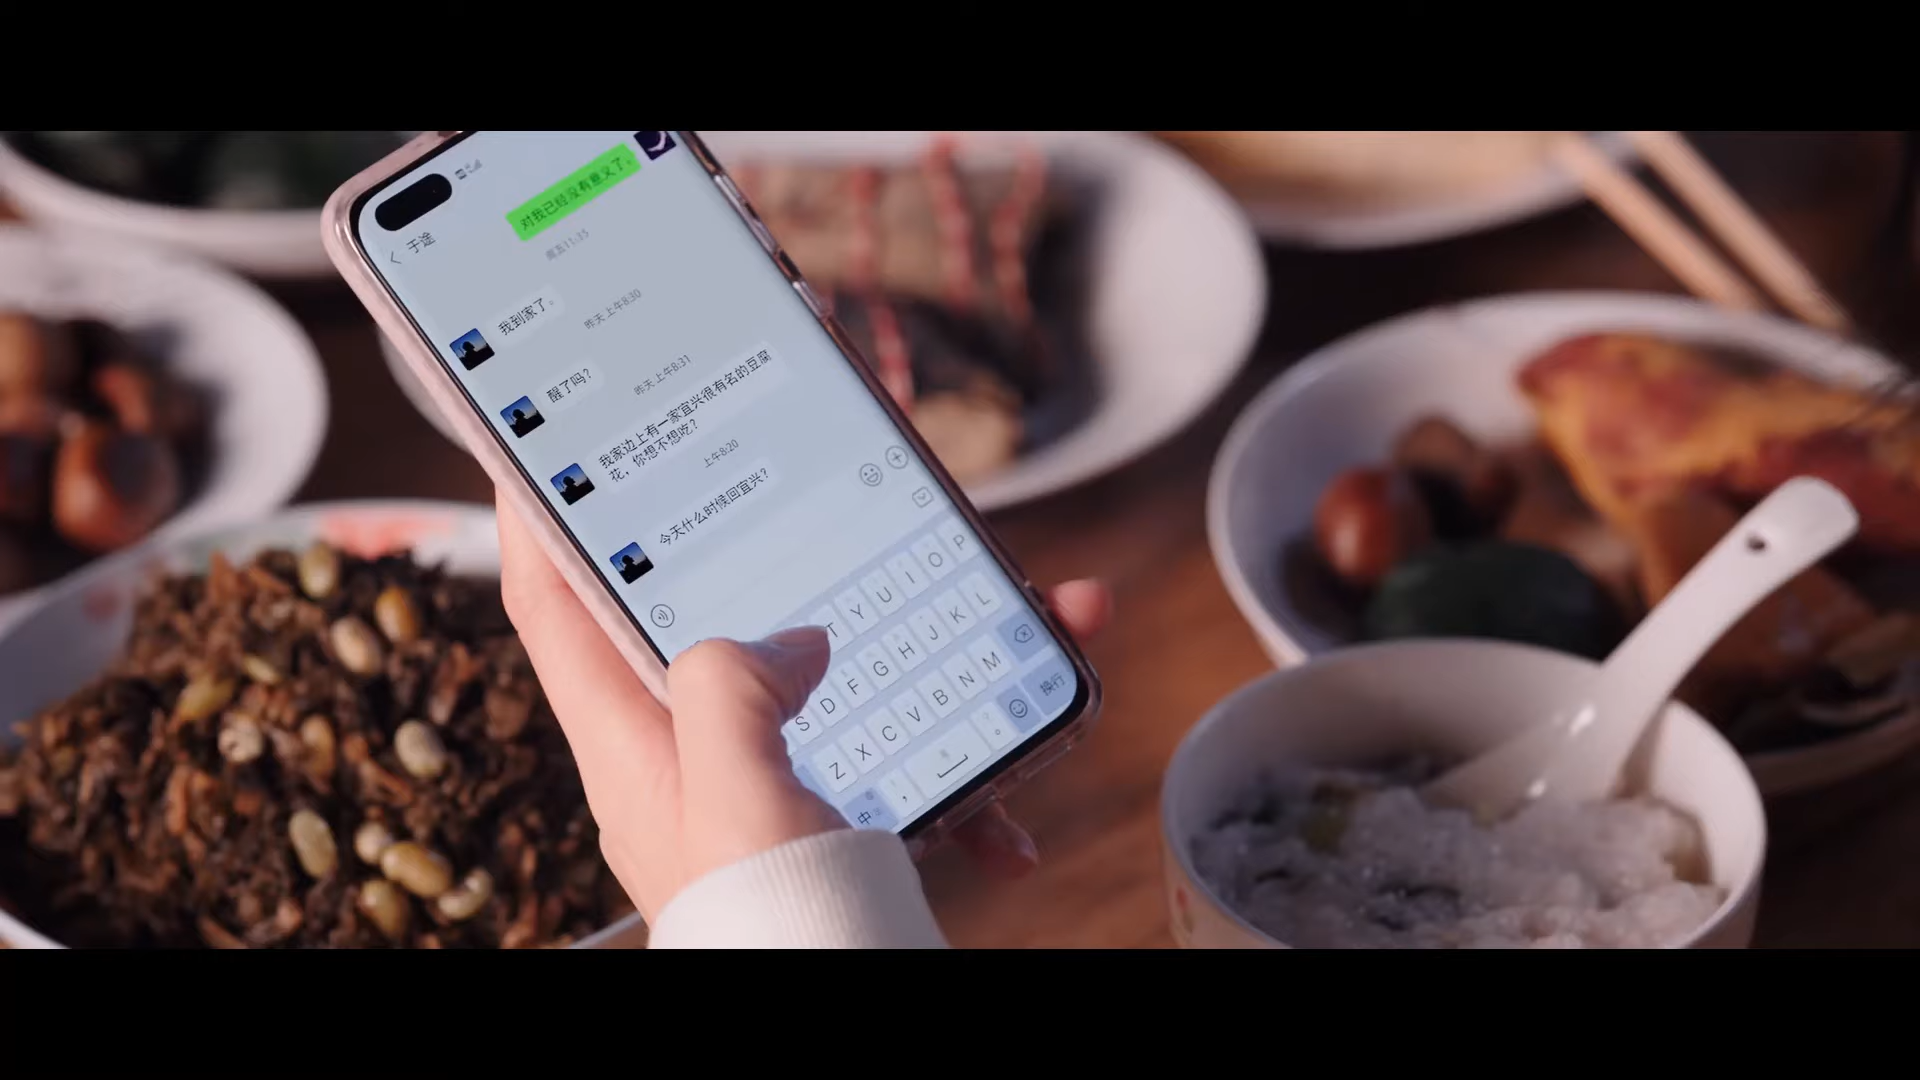 对我已经没有意义了。
周五11:35
于途
我到家了。
昨天上午8:30
醒了吗?
昨天上午8:31
我家边上有一家宜兴很有名的豆腐
花，你想不想吃?
上午8:20
今天什么时候回宜兴?
T Y U I O P
S D F G H J K L
Z X C V B N M
中 ， 。 换行